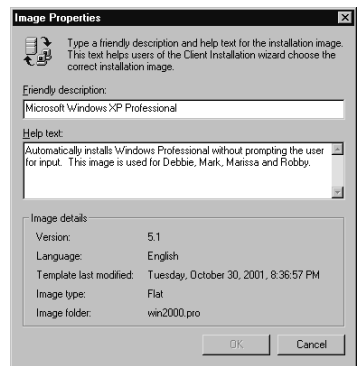 Image Properties
Type a friendly description and help text for the installation image.
This text helps users of the Client Installation wizard choose the
correct installation image.
Friendly description:
Microsoft Windows XP Professional
Help text:
Automatically installs Windows Professional without prompting the user
for input. This image is used for Debbie, Mark, Marissa and Robby.
Image details
Version: 5.1
Language: English
Template last modified: Tuesday, October 30, 2001, 8:36:57 PM
Image type: Flat
Image folder: win2000.pro
OK Cancel